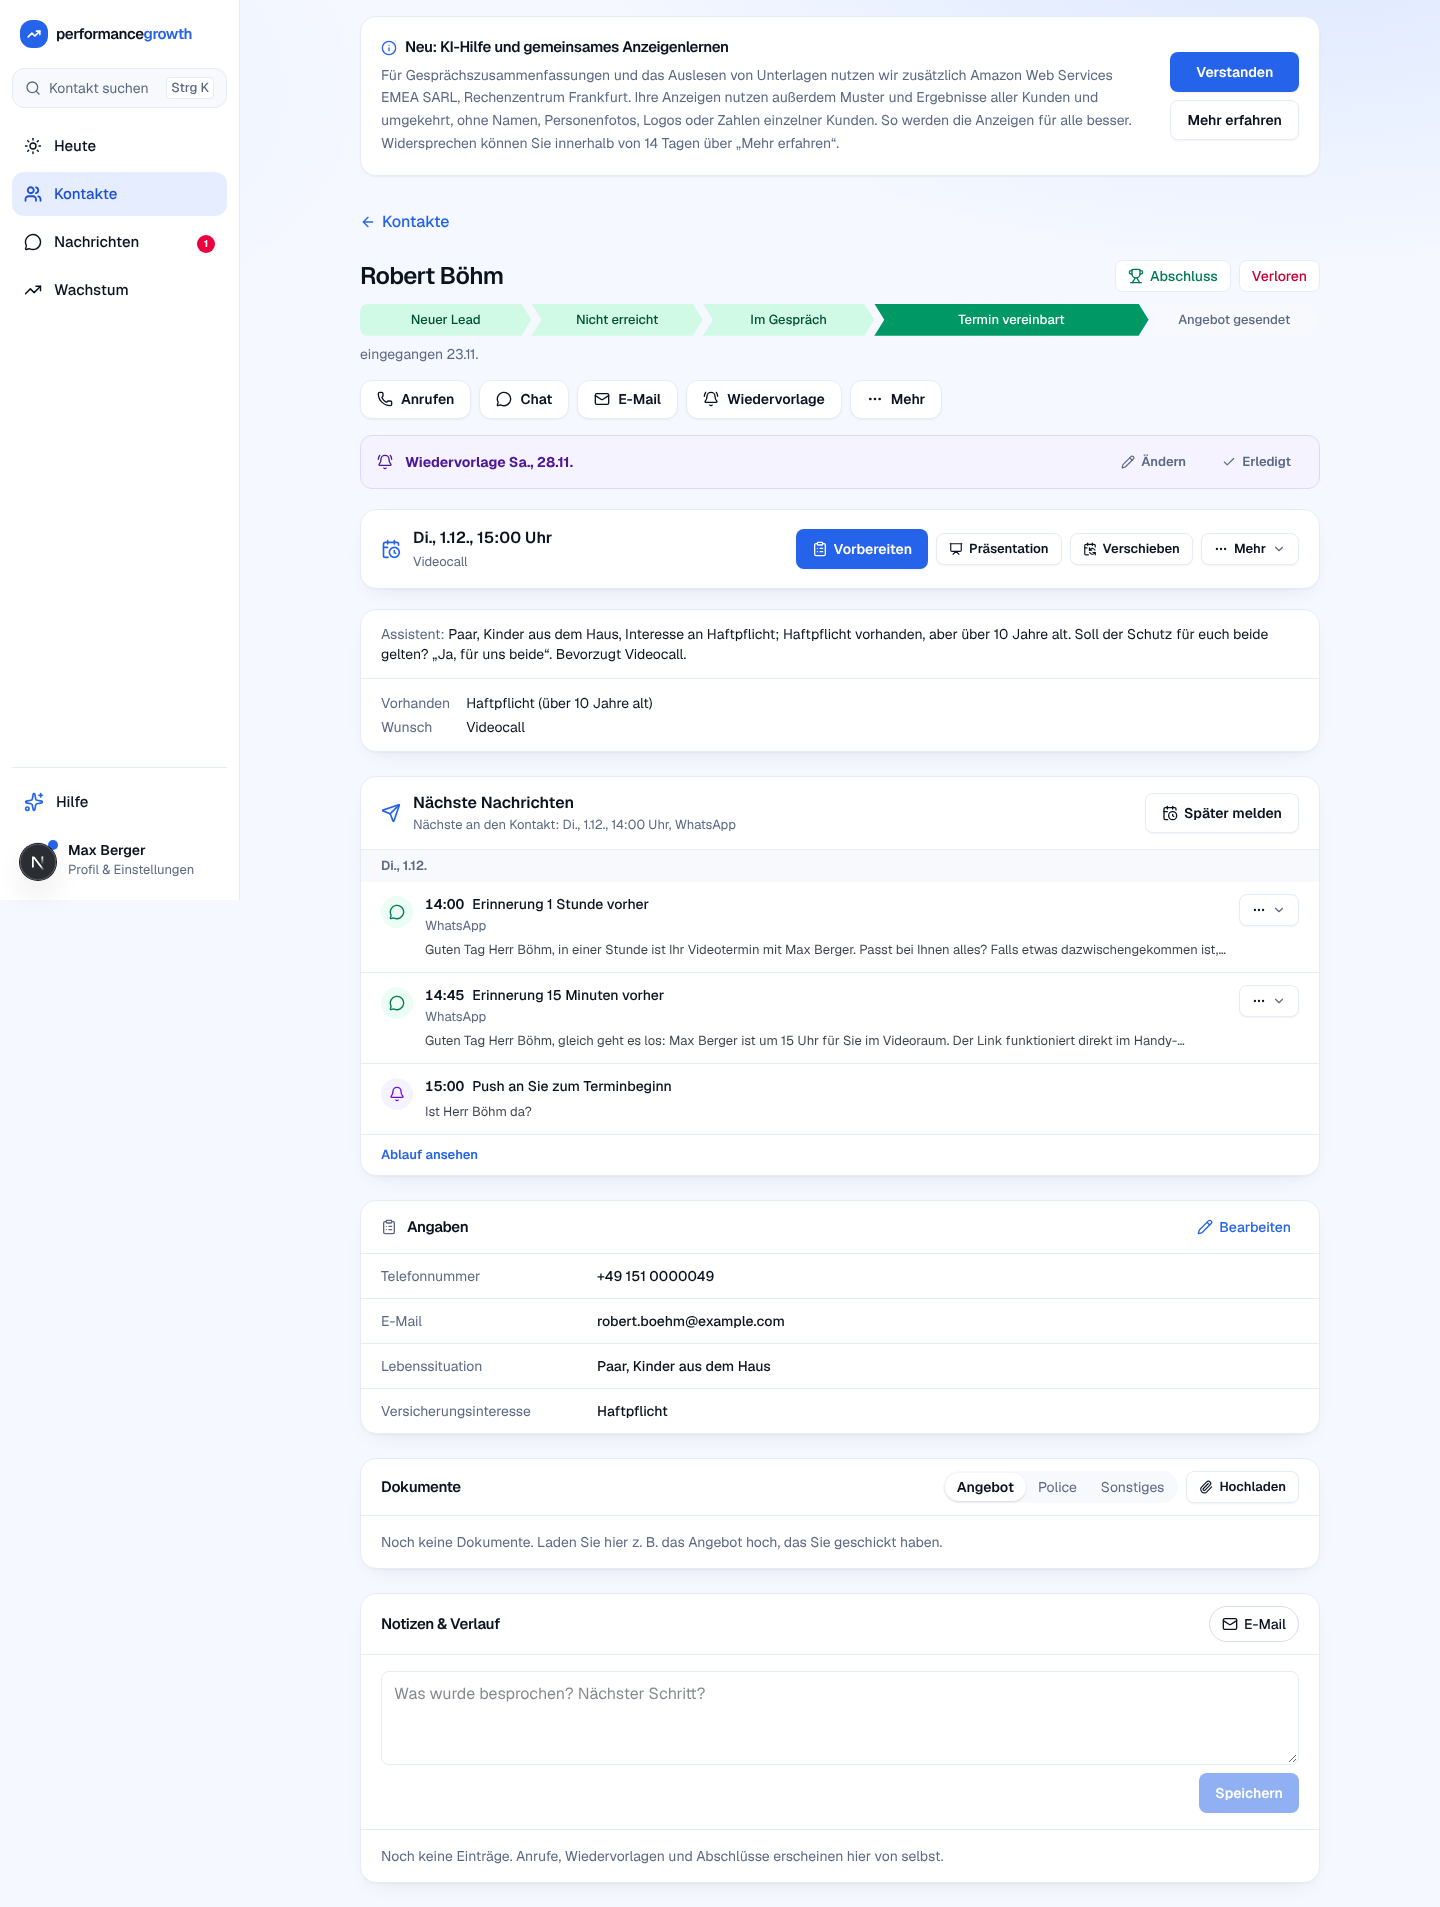 performancegrowth
Kontakt suchen Strg K
Heute
Kontakte
Nachrichten 1
Wachstum
Hilfe
N
Max Berger
Profil & Einstellungen
Neu: KI-Hilfe und gemeinsames Anzeigenlernen
Für Gesprächszusammenfassungen und das Auslesen von Unterlagen nutzen wir zusätzlich Amazon Web Services
EMEA SARL, Rechenzentrum Frankfurt. Ihre Anzeigen nutzen außerdem Muster und Ergebnisse aller Kunden und
umgekehrt, ohne Namen, Personenfotos, Logos oder Zahlen einzelner Kunden. So werden die Anzeigen für alle besser.
Widersprechen können Sie innerhalb von 14 Tagen über „Mehr erfahren“.
Verstanden
Mehr erfahren
Kontakte
Robert Böhm
Abschluss Verloren
Neuer Lead Nicht erreicht Im Gespräch Termin vereinbart Angebot gesendet
eingegangen 23.11.
Anrufen Chat E-Mail Wiedervorlage Mehr
Wiedervorlage Sa., 28.11. Ändern Erledigt
Di., 1.12., 15:00 Uhr
Videocall
Vorbereiten Präsentation Verschieben Mehr
Assistent: Paar, Kinder aus dem Haus, Interesse an Haftpflicht; Haftpflicht vorhanden, aber über 10 Jahre alt. Soll der Schutz für euch beide
gelten? „Ja, für uns beide“. Bevorzugt Videocall.
Vorhanden Haftpflicht (über 10 Jahre alt)
Wunsch Videocall
Nächste Nachrichten
Nächste an den Kontakt: Di., 1.12., 14:00 Uhr, WhatsApp
Später melden
Di., 1.12.
14:00 Erinnerung 1 Stunde vorher
WhatsApp
Guten Tag Herr Böhm, in einer Stunde ist Ihr Videotermin mit Max Berger. Passt bei Ihnen alles? Falls etwas dazwischengekommen ist,…
14:45 Erinnerung 15 Minuten vorher
WhatsApp
Guten Tag Herr Böhm, gleich geht es los: Max Berger ist um 15 Uhr für Sie im Videoraum. Der Link funktioniert direkt im Handy-…
15:00 Push an Sie zum Terminbeginn
Ist Herr Böhm da?
Ablauf ansehen
Angaben Bearbeiten
Telefonnummer +49 151 0000049
E-Mail robert.boehm@example.com
Lebenssituation Paar, Kinder aus dem Haus
Versicherungsinteresse Haftpflicht
Dokumente Angebot Police Sonstiges Hochladen
Noch keine Dokumente. Laden Sie hier z. B. das Angebot hoch, das Sie geschickt haben.
Notizen & Verlauf E-Mail
Was wurde besprochen? Nächster Schritt?
Speichern
Noch keine Einträge. Anrufe, Wiedervorlagen und Abschlüsse erscheinen hier von selbst.